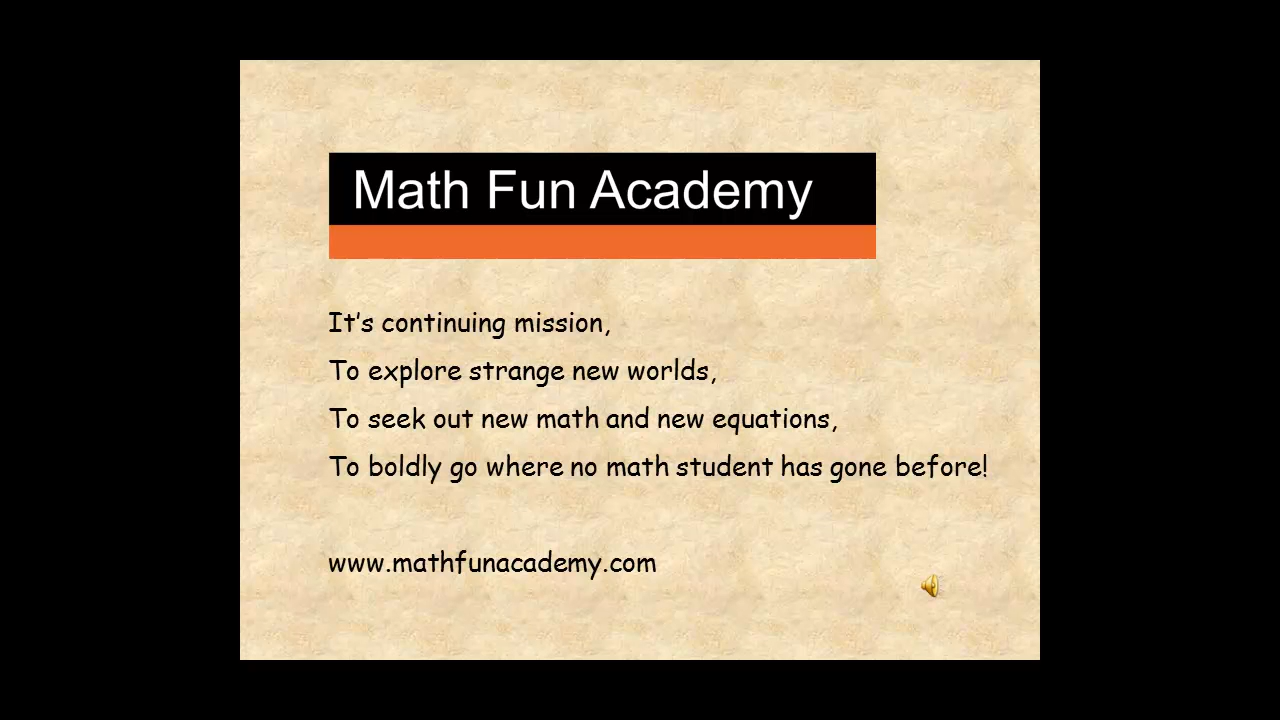 Math Fun Academy
It's continuing mission,
To explore strange new worlds,
To seek out new math and new equations,
To boldly go where no math student has gone before!
www.mathfunacademy.com